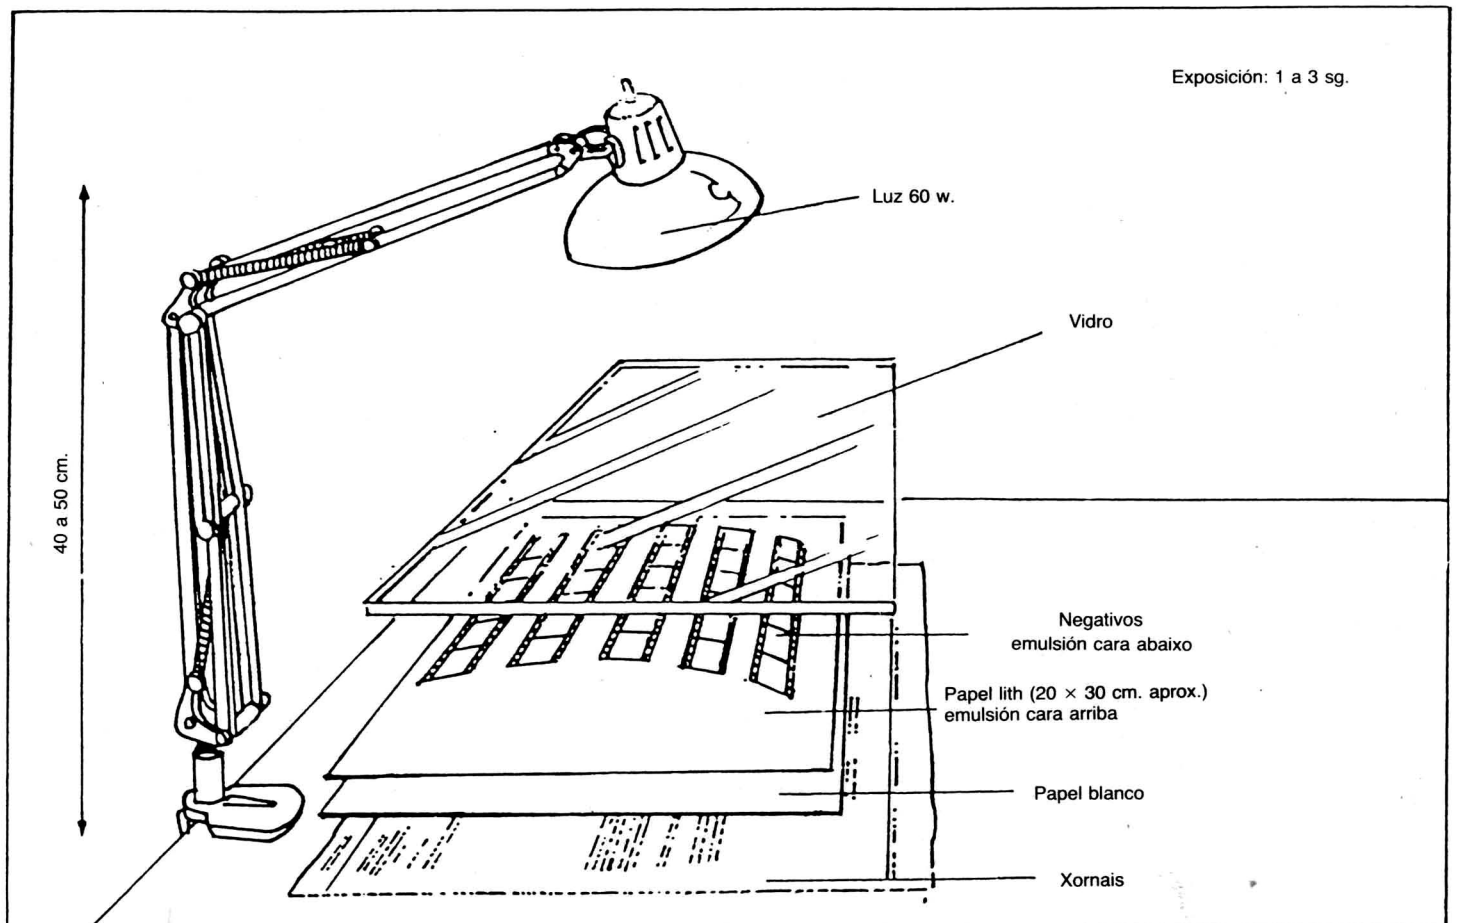 Exposición: 1 a 3 sg.
Luz 60 w.
Vidro
40 a 50 cm.
Negativos
emulsión cara abaixo
Papel lith (20 × 30 cm. aprox.)
emulsión cara arriba
Papel blanco
Xornais